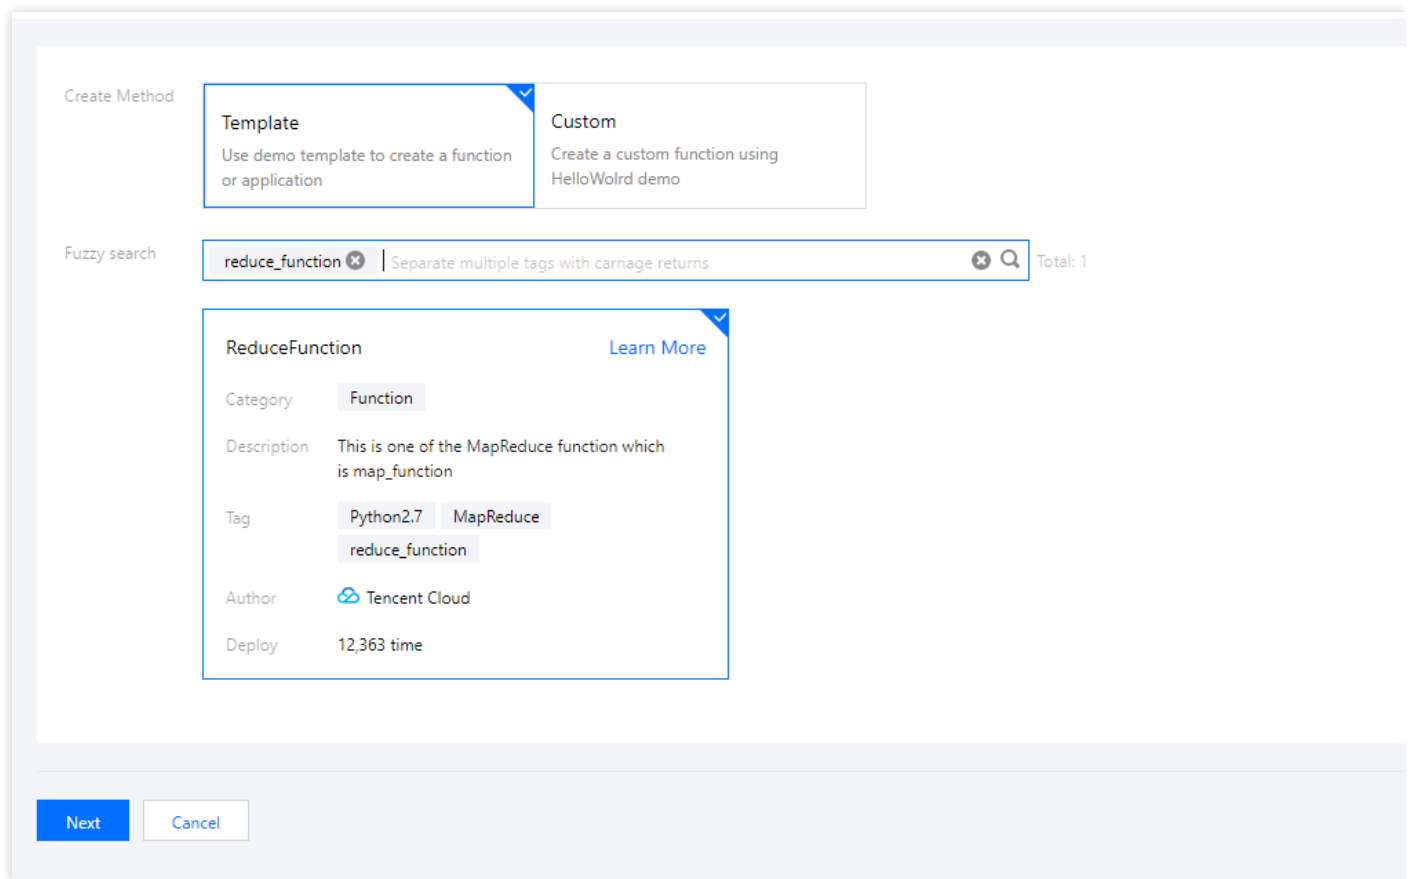 Create Method
Template
Use demo template to create a function
or application
Custom
Create a custom function using
HelloWolrd demo
Fuzzy search
reduce_function
Separate multiple tags with carriage returns
Total: 1
ReduceFunction
Learn More
Category
Function
Description
This is one of the MapReduce function which
is map_function
Tag
Python2.7 MapReduce
reduce_function
Author
Tencent Cloud
Deploy
12,363 time
Next
Cancel